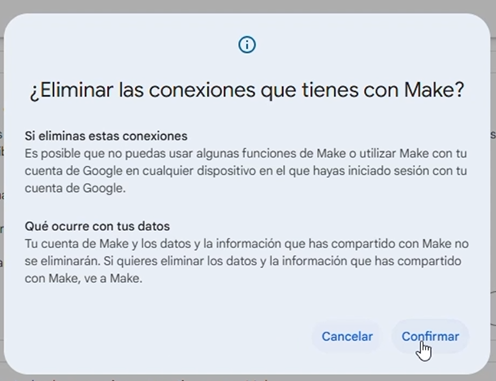 ¿Eliminar las conexiones que tienes con Make?
Si eliminas estas conexiones
Es posible que no puedas usar algunas funciones de Make o utilizar Make con tu
cuenta de Google en cualquier dispositivo en el que hayas iniciado sesión con tu
cuenta de Google.
Qué ocurre con tus datos
Tu cuenta de Make y los datos y la información que has compartido con Make no
se eliminarán. Si quieres eliminar los datos y la información que has compartido
con Make, ve a Make.
Cancelar Confirmar